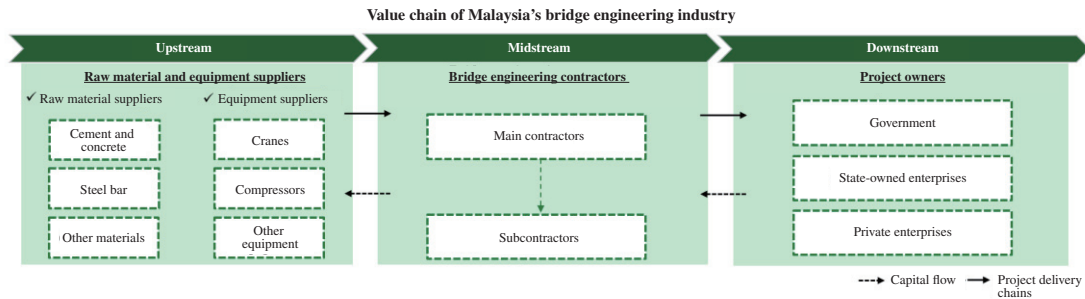 Value chain of Malaysia's bridge engineering industry
Upstream
Midstream
Downstream
Raw material and equipment suppliers
✓ Raw material suppliers
✓ Equipment suppliers
Cement and
concrete
Cranes
Steel bar
Compressors
Other materials
Other
equipment
Bridge engineering contractors
Main contractors
Subcontractors
Project owners
Government
State-owned enterprises
Private enterprises
Capital flow
Project delivery
chains